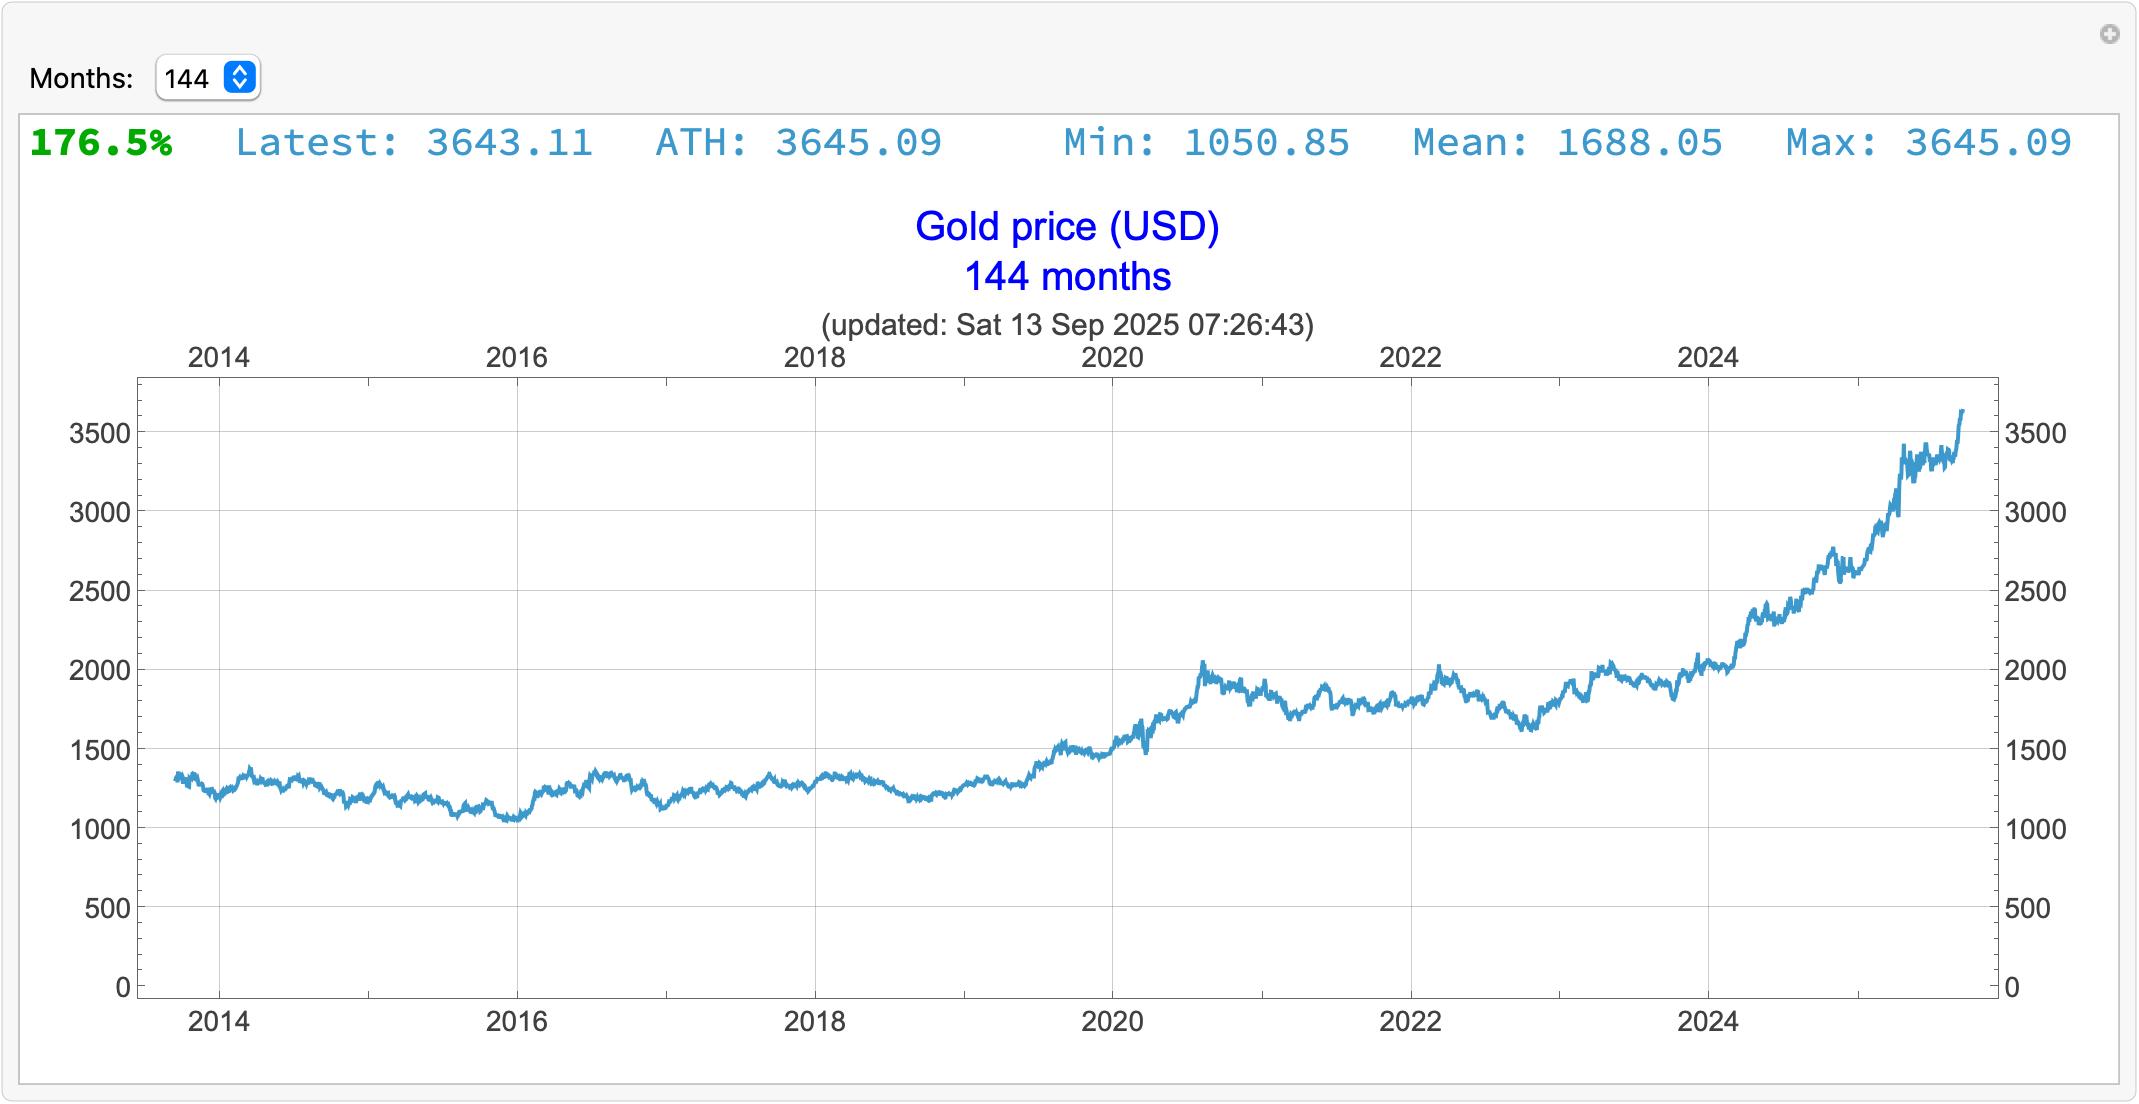 Months: 144
176.5% Latest: 3643.11 ATH: 3645.09 Min: 1050.85 Mean: 1688.05 Max: 3645.09
Gold price (USD)
144 months
(updated: Sat 13 Sep 2025 07:26:43)
2014 2016 2018 2020 2022 2024
3500 3500
3000 3000
2500 2500
2000 2000
1500 1500
1000 1000
500 500
0 0
2014 2016 2018 2020 2022 2024